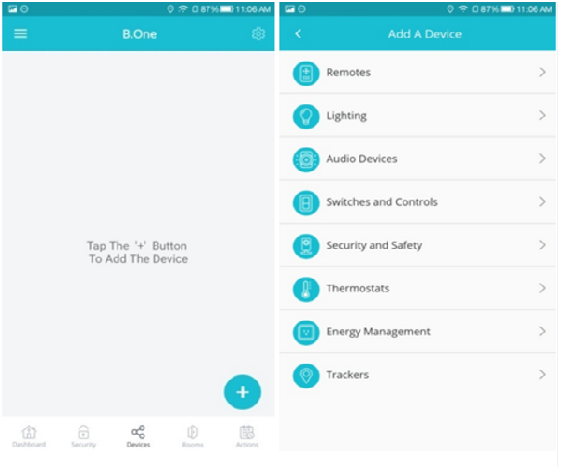 87% 11:06 AM
B.One
Tap The '+' Button
To Add The Device
+
Dashboard Security Devices Rooms Actions
87% 11:06 AM
Add A Device
Remotes
Lighting
Audio Devices
Switches and Controls
Security and Safety
Thermostats
Energy Management
Trackers